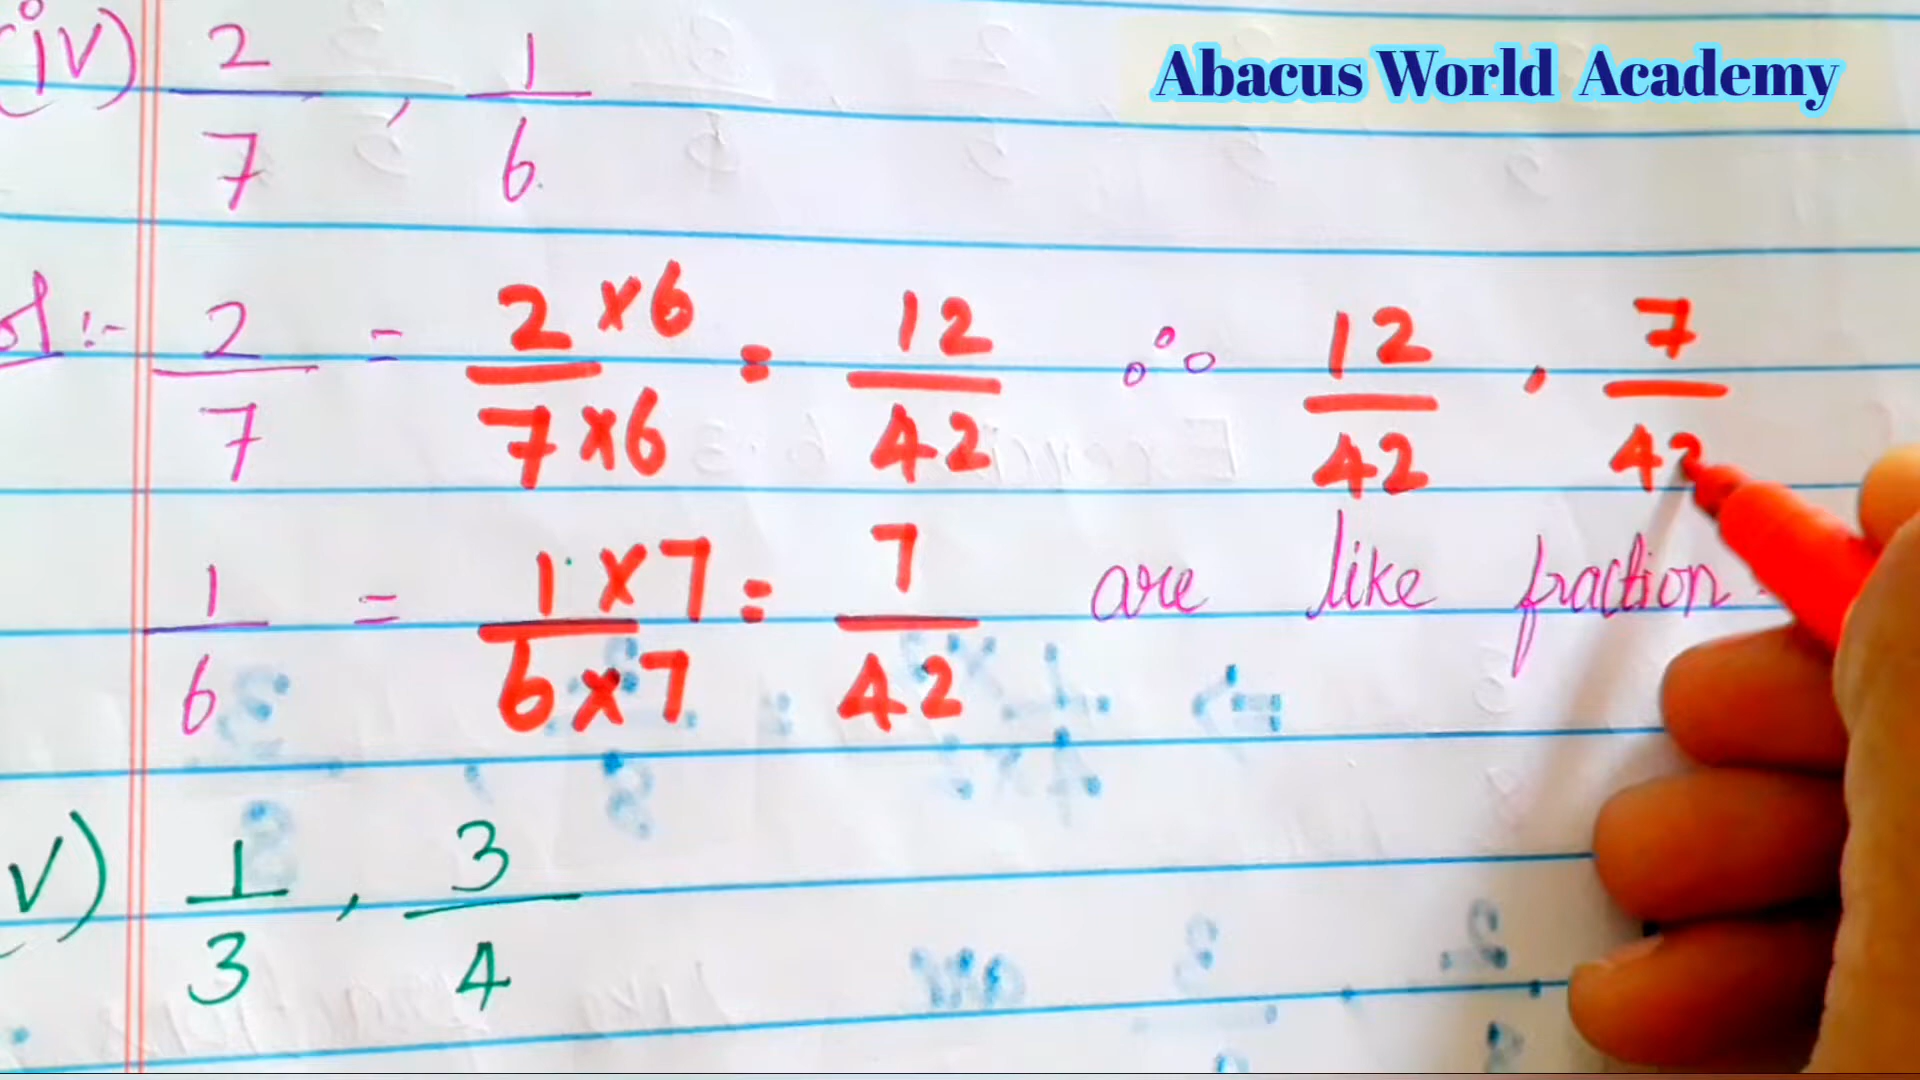 Abacus World Academy
(iv) 2/7 , 1/6
Sol:- 2/7 = 2×6/7×6 = 12/42 ∴ 12/42 , 7/42
1/6 = 1×7/6×7 = 7/42 are like fraction.
(v) 1/3 , 3/4